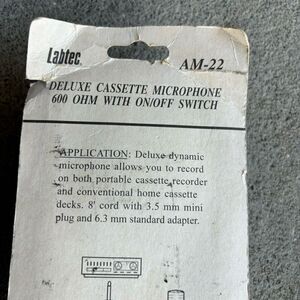 Labtec
AM-22
DELUXE CASSETTE MICROPHONE
600 OHM WITH ON/OFF SWITCH
APPLICATION: Deluxe dynamic
microphone allows you to record
on both portable cassette recorder
and conventional home cassette
decks. 8' cord with 3.5 mm mini
plug and 6.3 mm standard adapter.